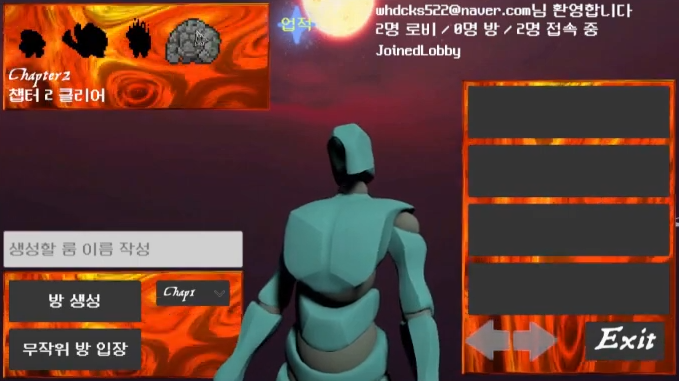 업적
whdcks522@naver.com님 환영합니다
2명 로비 / 0명 방 / 2명 접속 중
JoinedLobby
Chapter2
챕터 2 클리어
생성할 룸 이름 작성
방 생성
Chap1
무작위 방 입장
Exit